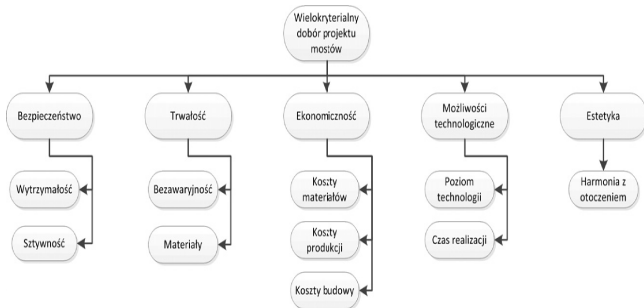 Wielokryterialny
dobór projektu
mostów
Bezpieczeństwo
Trwałość
Ekonomiczność
Możliwości
technologiczne
Estetyka
Wytrzymałość
Bezawaryjność
Koszty
materiałów
Poziom
technologii
Harmonia z
otoczeniem
Sztywność
Materiały
Koszty
produkcji
Czas realizacji
Koszty budowy